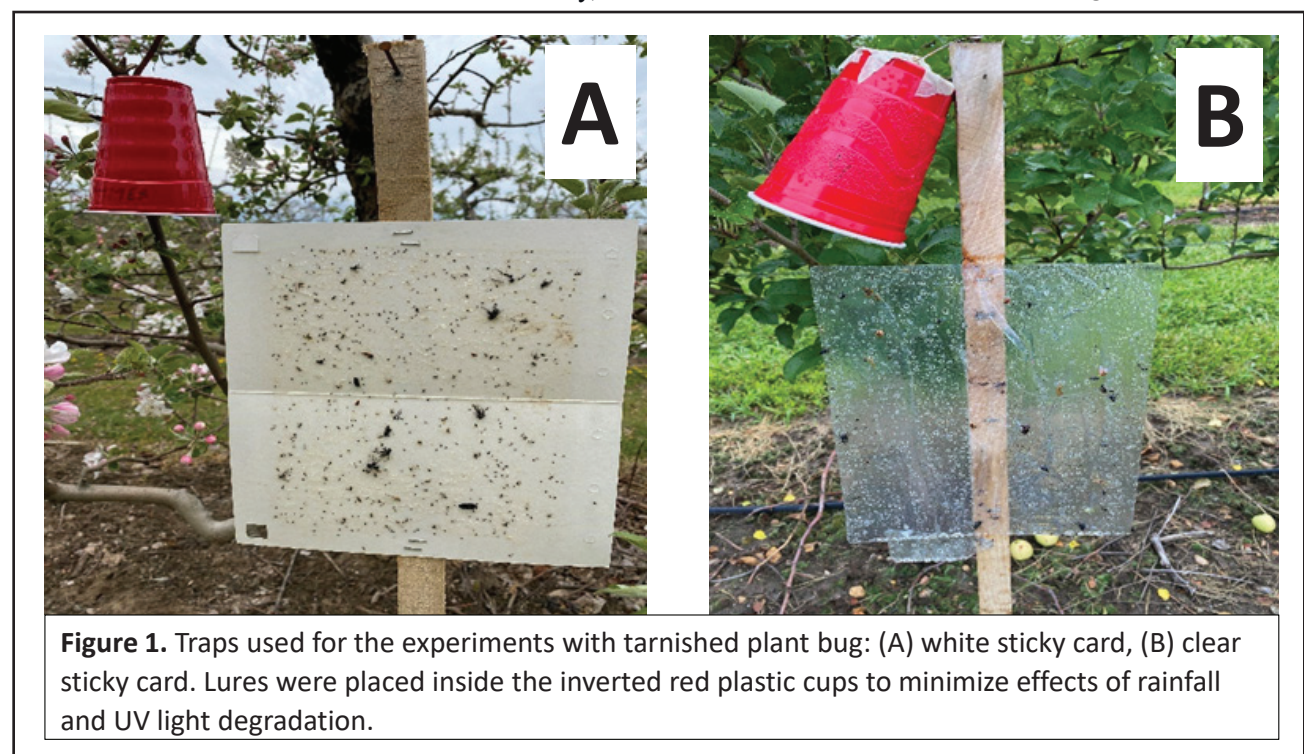 A
B
Figure 1. Traps used for the experiments with tarnished plant bug: (A) white sticky card, (B) clear
sticky card. Lures were placed inside the inverted red plastic cups to minimize effects of rainfall
and UV light degradation.